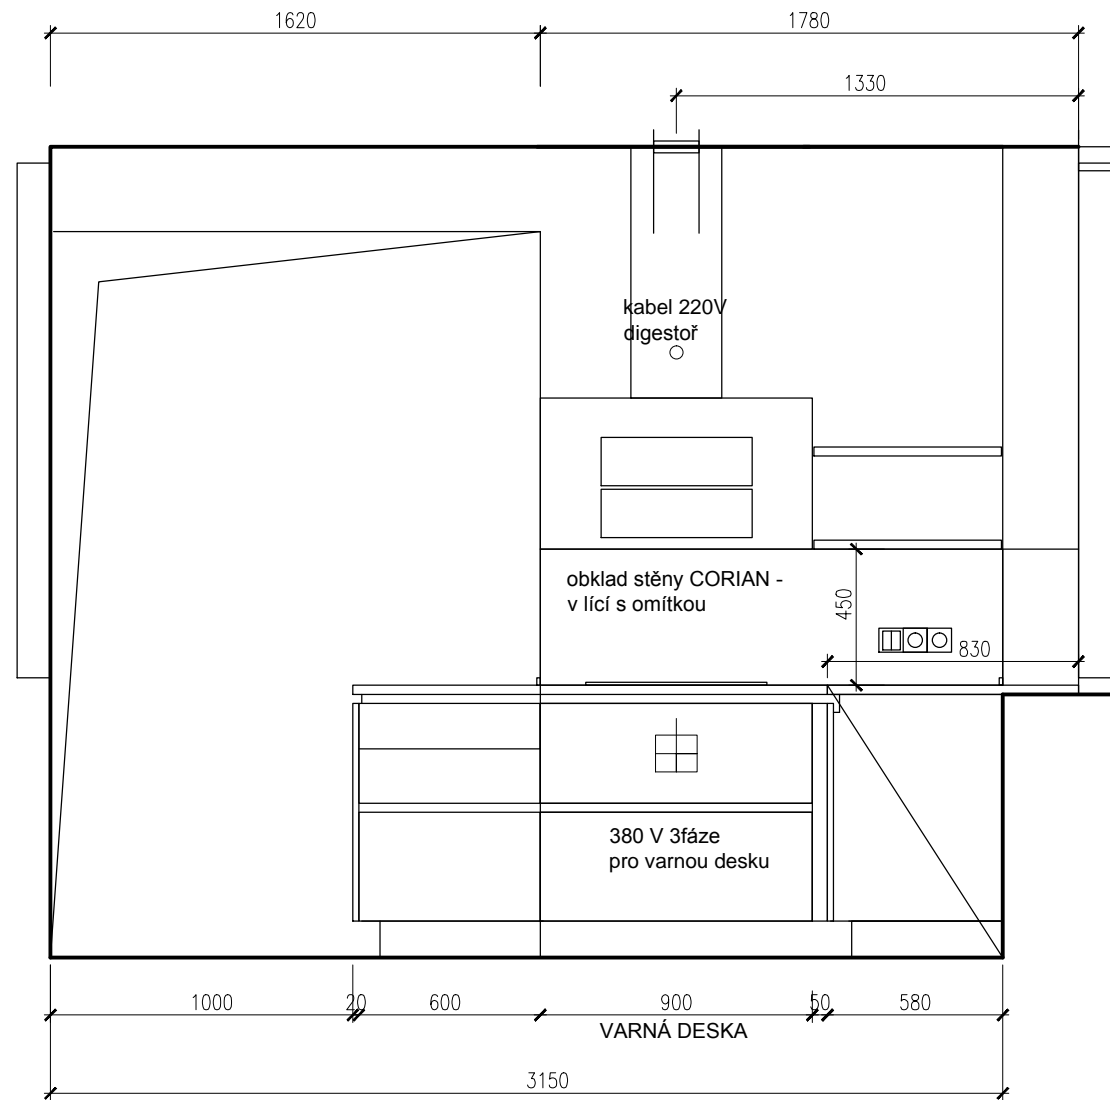 1620
1780
1330
kabel 220V
digestoř
obklad stěny CORIAN -
v lící s omítkou
450
830
380 V 3fáze
pro varnou desku
1000
20
600
900
50
580
VARNÁ DESKA
3150